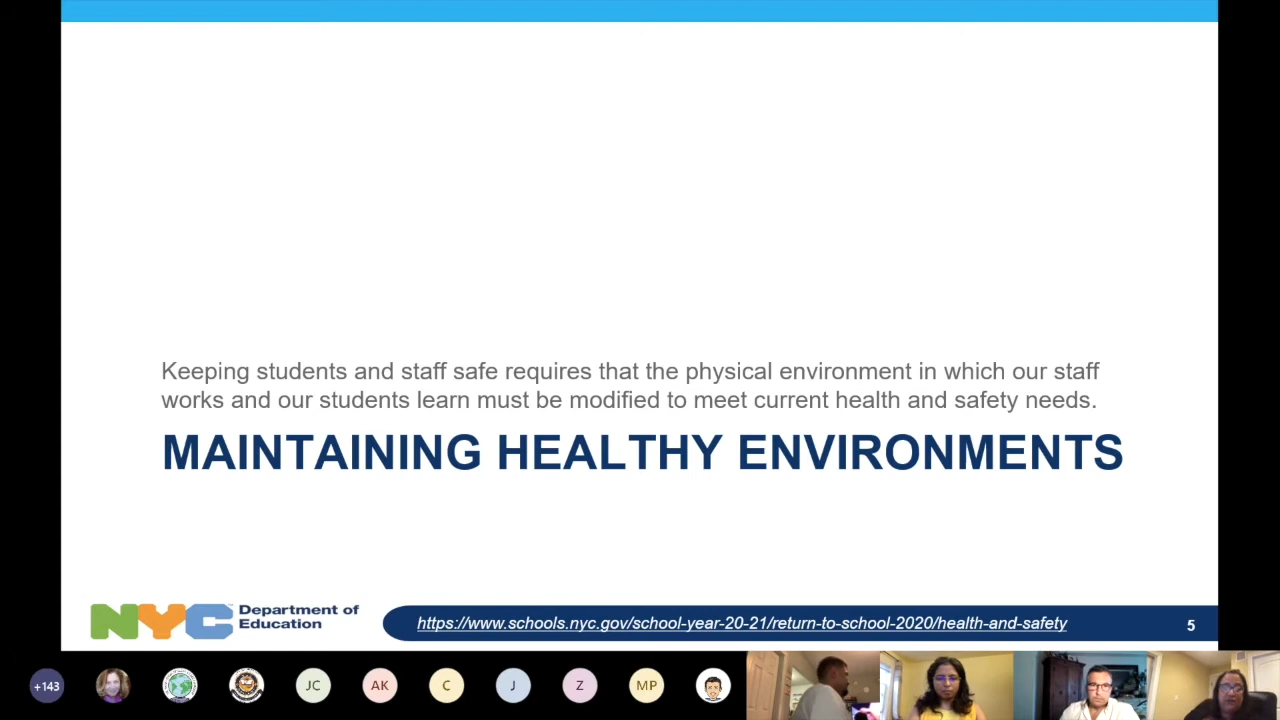 Keeping students and staff safe requires that the physical environment in which our staff
works and our students learn must be modified to meet current health and safety needs.
MAINTAINING HEALTHY ENVIRONMENTS
NYC
Department of
Education
https://www.schools.nyc.gov/school-year-20-21/return-to-school-2020/health-and-safety
5
+143
JC
AK
C
J
Z
MP